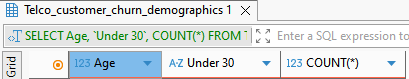 Telco_customer_churn_demographics 1
SELECT Age, `Under 30`, COUNT(*) FROM Enter a SQL expression to
Grid 123 Age A-Z Under 30 123 COUNT(*)